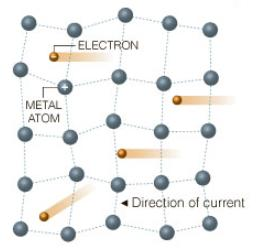 ELECTRON
METAL
ATOM
◄ Direction of current